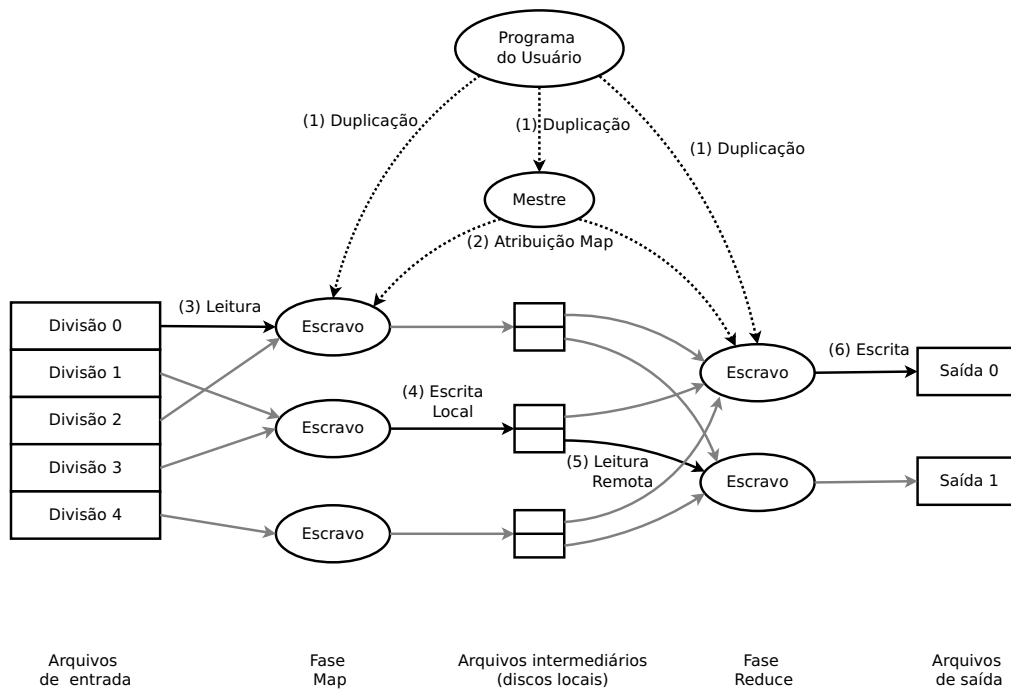 Programa
do Usuário
(1) Duplicação
(1) Duplicação
(1) Duplicação
Mestre
(2) Atribuição Map
(3) Leitura
Divisão 0
Divisão 1
Divisão 2
Divisão 3
Divisão 4
Escravo
Escravo
Escravo
(4) Escrita
Local
(5) Leitura
Remota
Escravo
Escravo
(6) Escrita
Saída 0
Saída 1
Arquivos
de entrada
Fase
Map
Arquivos intermediários
(discos locais)
Fase
Reduce
Arquivos
de saída